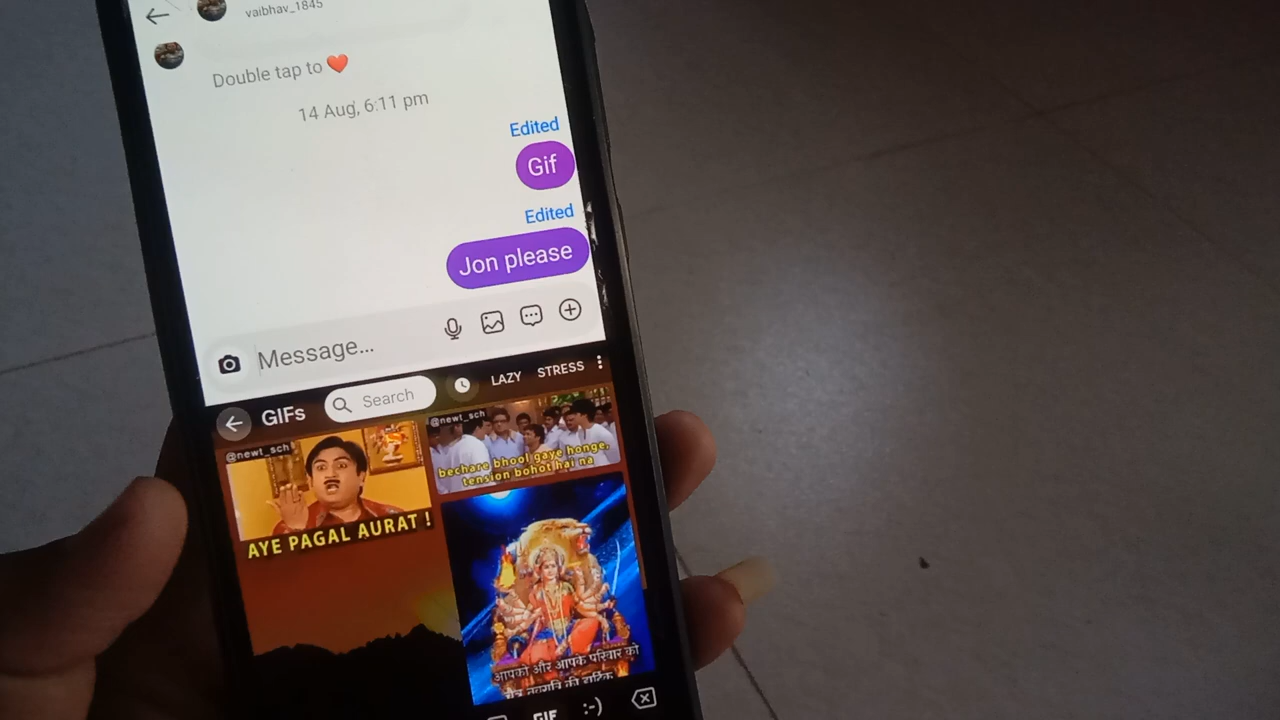 vaibhav_1845
Double tap to ❤️
14 Aug, 6:11 pm
Edited
Gif
Edited
Jon please
Message...
GIFs
Search
LAZY
STRESS
@newt_sch
AYE PAGAL AURAT !
@newt_sch
bechare bhool gaye honge,
tension bohot hai na
आपको और आपके परिवार को
चैत्र नवरात्रि की हार्दिक
GIF
:-)